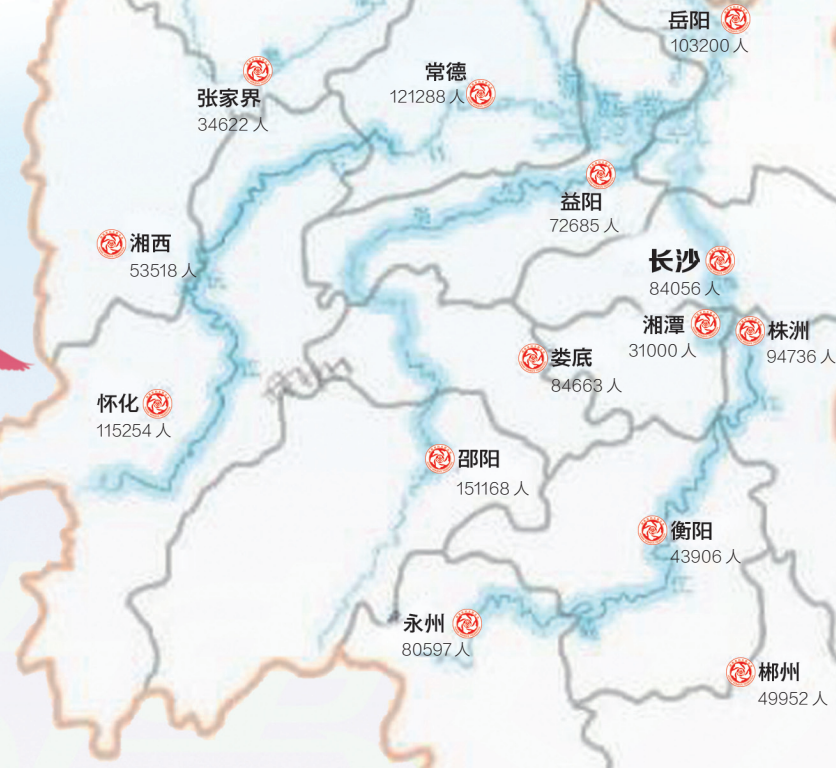 岳阳
103200人
常德
121288人
张家界
34622人
益阳
72685人
湘西
53518人
长沙
84056人
湘潭
31000人
株洲
94736人
娄底
84663人
怀化
115254人
邵阳
151168人
衡阳
43906人
永州
80597人
郴州
49952人